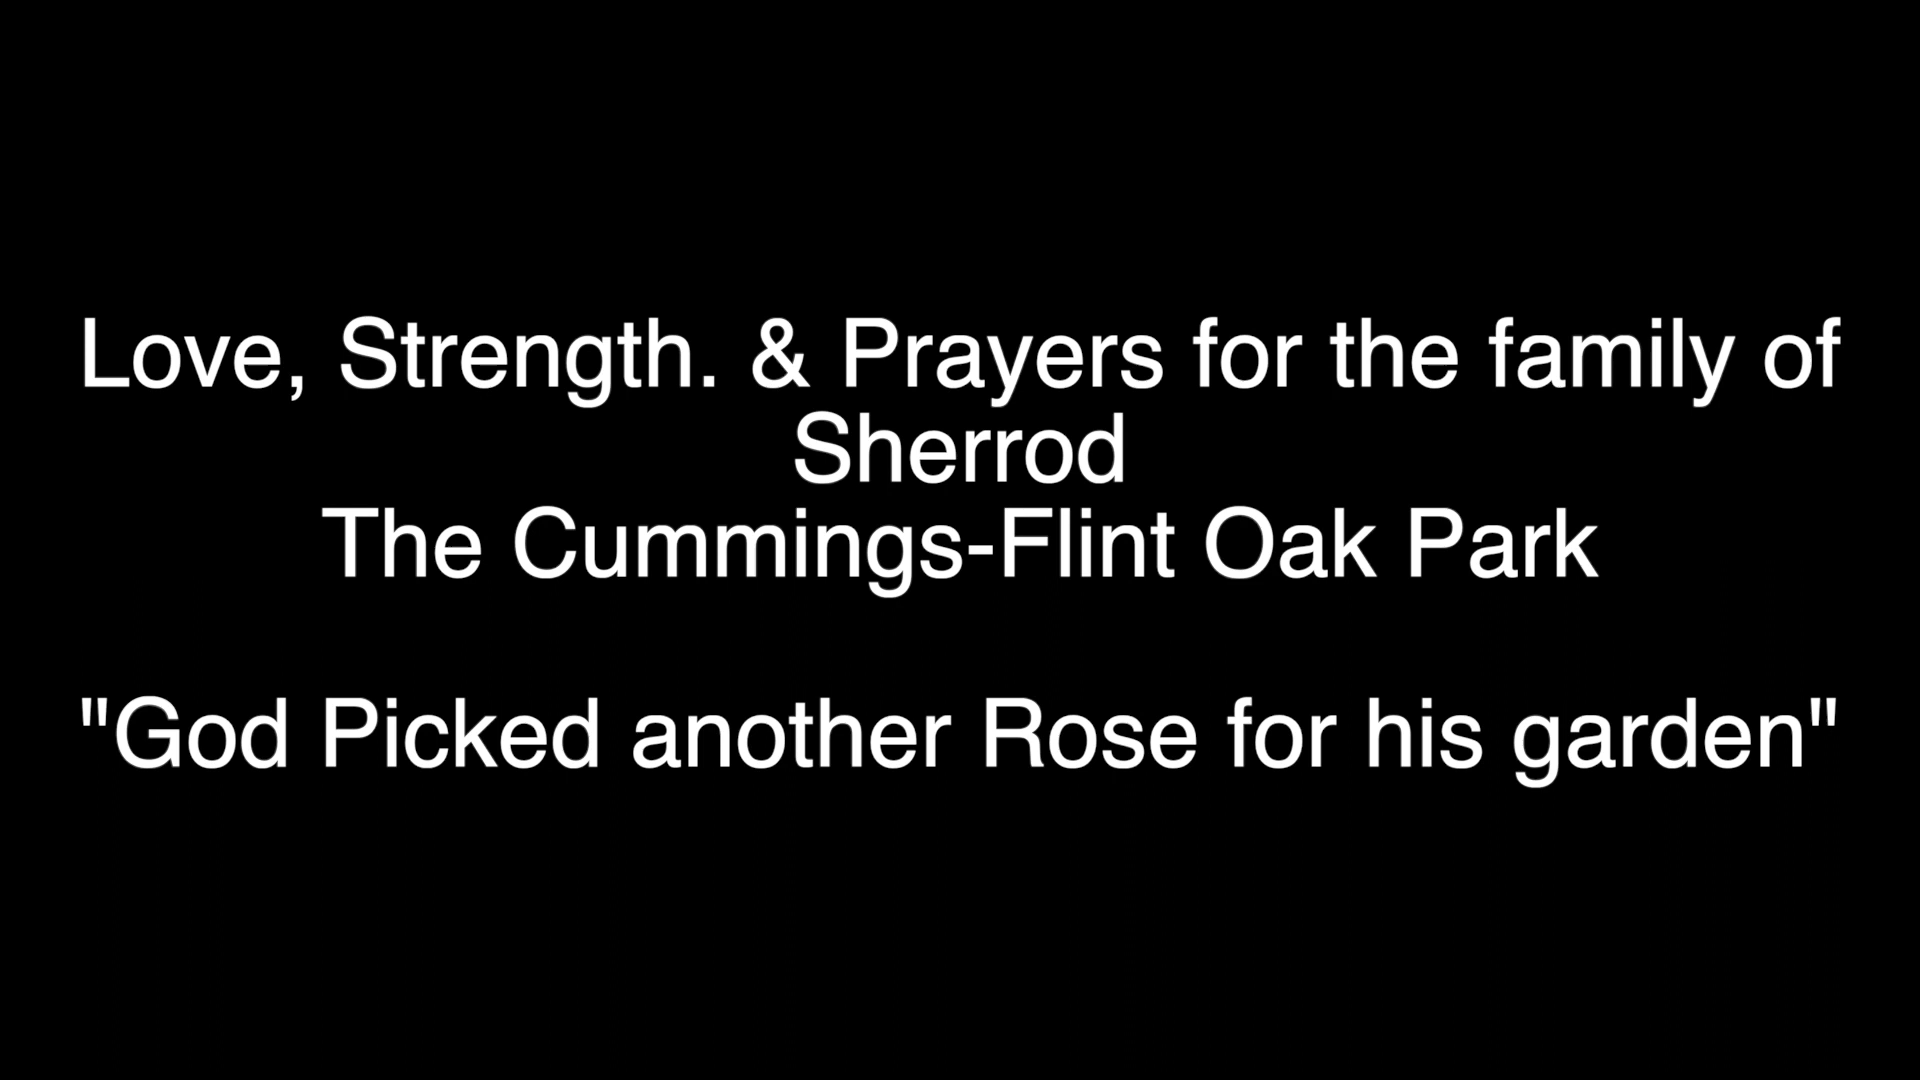 Love, Strength. & Prayers for the family of
Sherrod
The Cummings-Flint Oak Park
"God Picked another Rose for his garden"